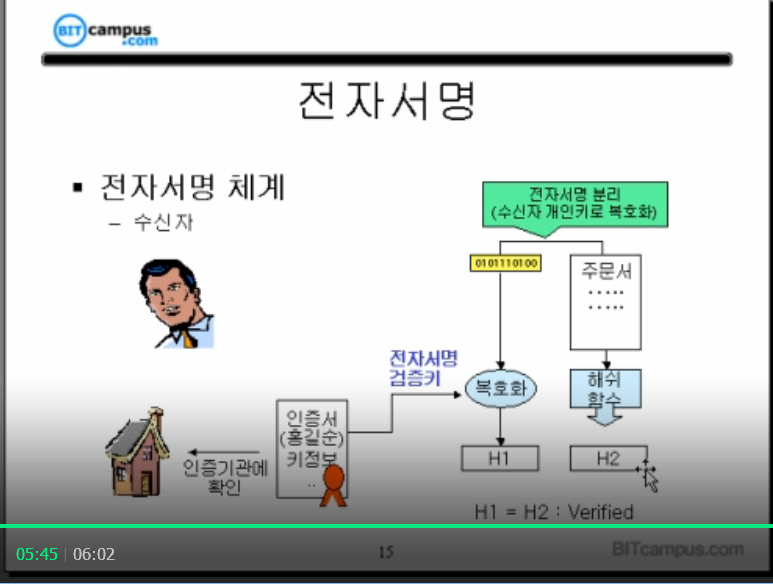 BITcampus
.com
전자서명
▪ 전자서명 체계
– 수신자
전자서명 분리
(수신자 개인키로 복호화)
0101110100
주문서
.....
.....
전자서명
검증키
복호화
해쉬
함수
인증서
(홍길순)
키정보
..
인증기관에
확인
H1
H2
H1 = H2 : Verified
05:45 | 06:02
15
BITcampus.com